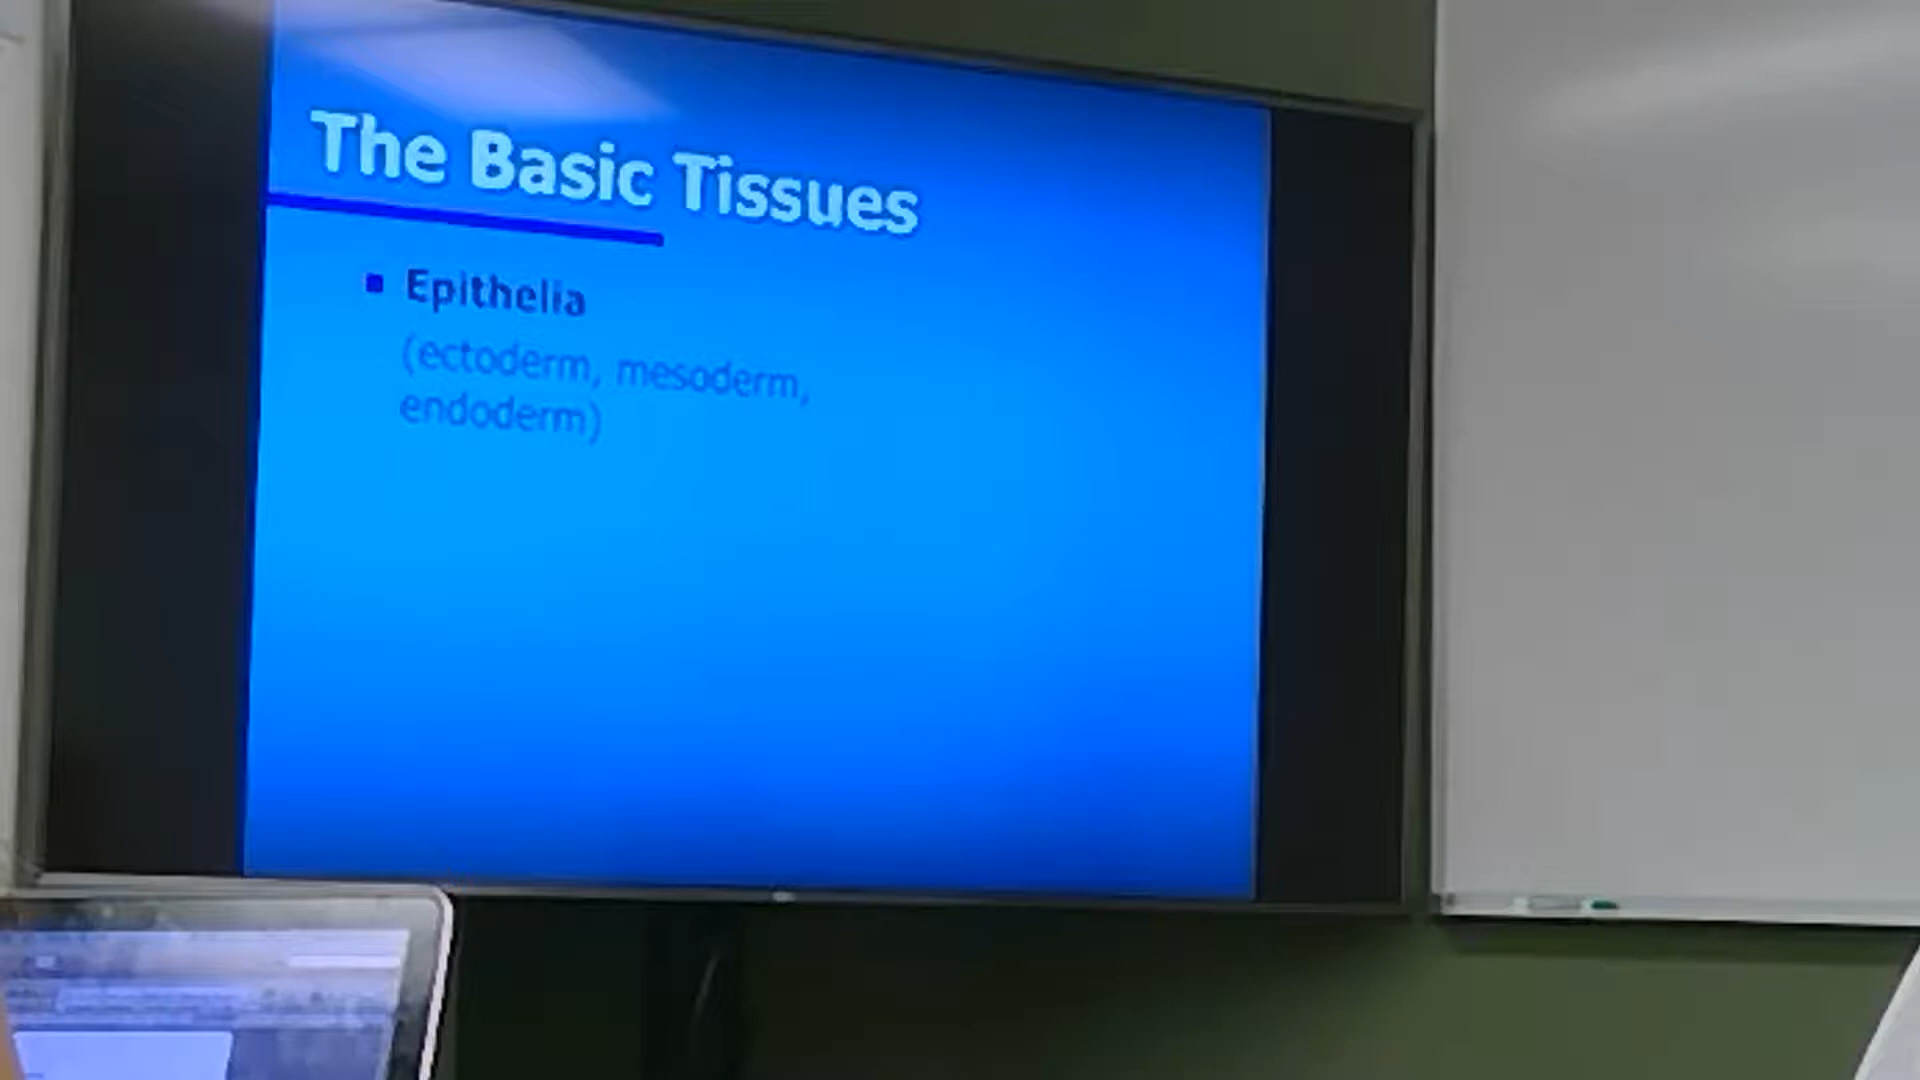 The Basic Tissues
Epithelia
(ectoderm, mesoderm,
endoderm)